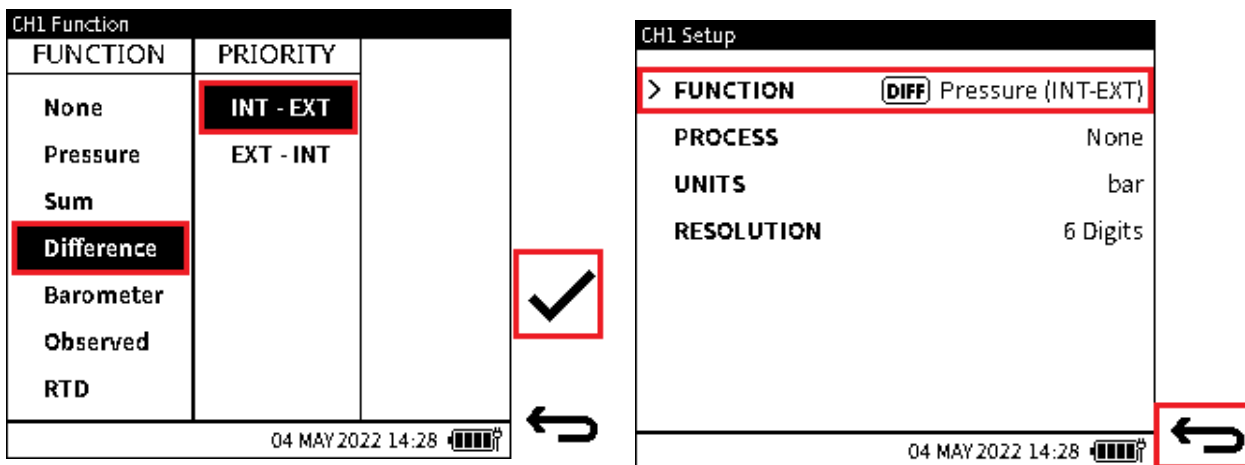 CH1 Function
FUNCTION PRIORITY
None INT - EXT
Pressure EXT - INT
Sum
Difference
Barometer
Observed
RTD
04 MAY 2022 14:28
CH1 Setup
> FUNCTION DIFF Pressure (INT-EXT)
PROCESS None
UNITS bar
RESOLUTION 6 Digits
04 MAY 2022 14:28